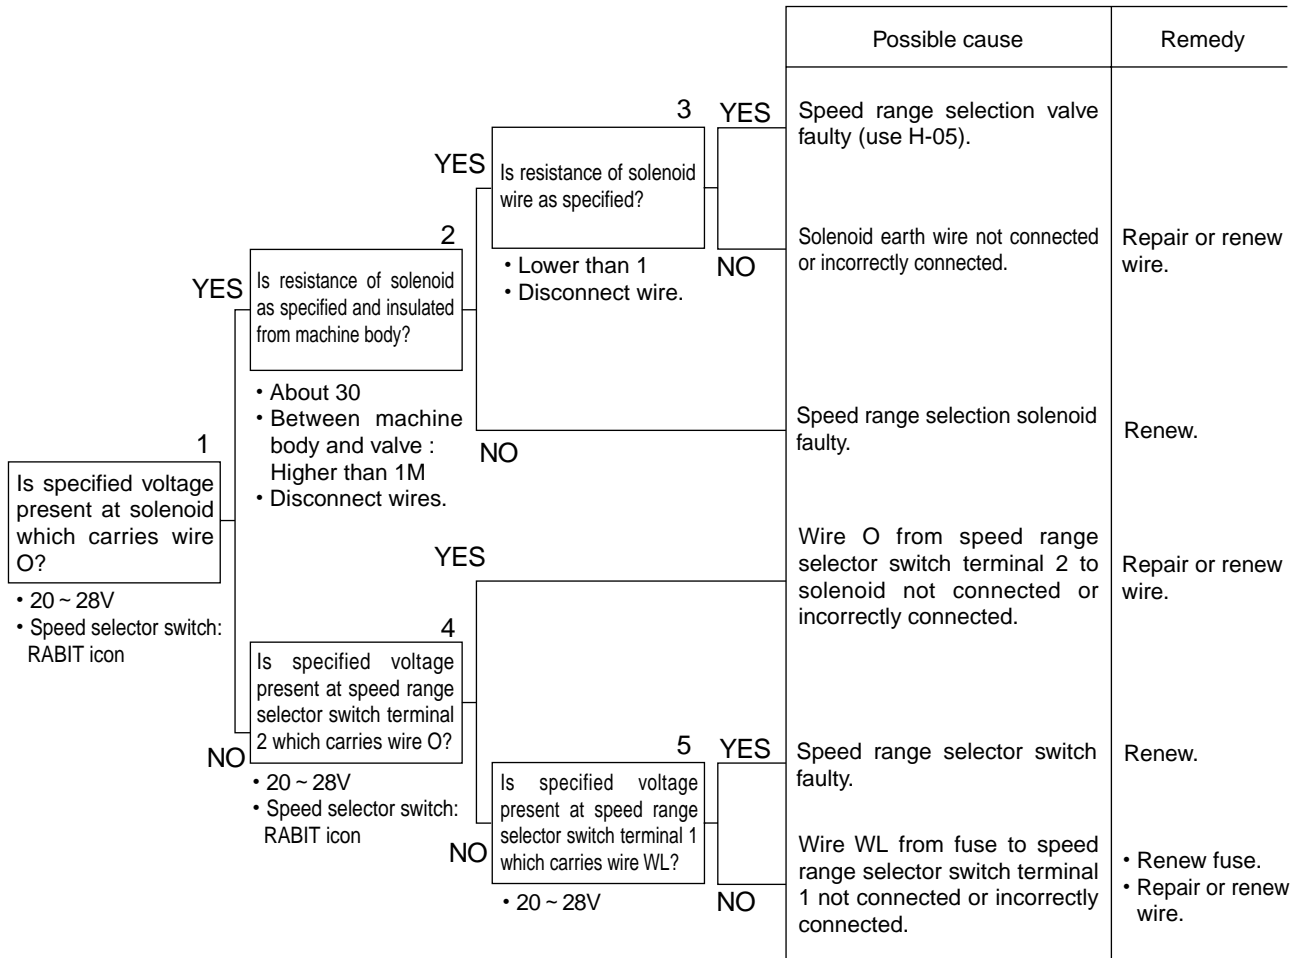 Possible cause
Remedy
3
YES
Speed range selection valve
faulty (use H-05).
YES
Is resistance of solenoid
wire as specified?
2
Solenoid earth wire not connected
or incorrectly connected.
Repair or renew
wire.
• Lower than 1
• Disconnect wire.
NO
YES
Is resistance of solenoid
as specified and insulated
from machine body?
• About 30
• Between machine
body and valve :
Higher than 1M
• Disconnect wires.
NO
Speed range selection solenoid
faulty.
Renew.
1
Is specified voltage
present at solenoid
which carries wire
O?
• 20 ~ 28V
• Speed selector switch:
RABIT icon
YES
Wire O from speed range
selector switch terminal 2 to
solenoid not connected or
incorrectly connected.
Repair or renew
wire.
4
Is specified voltage
present at speed range
selector switch terminal
2 which carries wire O?
NO
• 20 ~ 28V
• Speed selector switch:
RABIT icon
5
YES
Speed range selector switch
faulty.
Renew.
Is specified voltage
present at speed range
selector switch terminal 1
which carries wire WL?
NO
• 20 ~ 28V
NO
Wire WL from fuse to speed
range selector switch terminal
1 not connected or incorrectly
connected.
• Renew fuse.
• Repair or renew
wire.